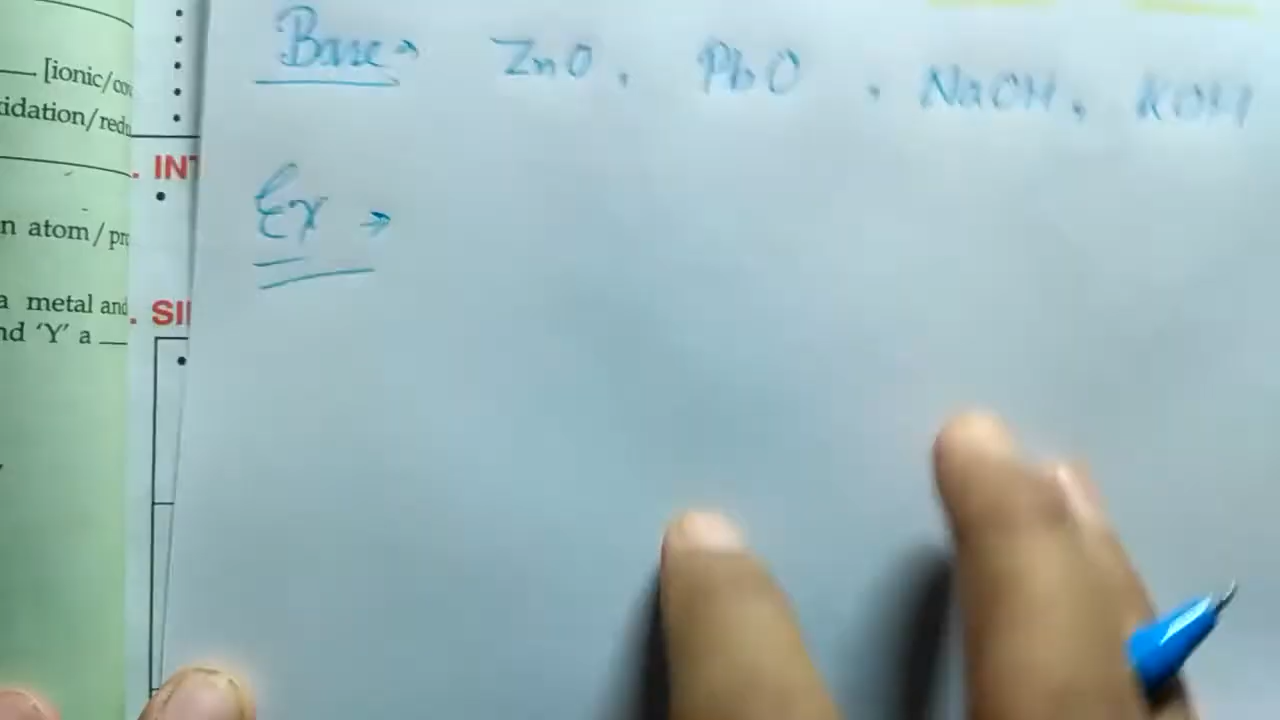 Base → ZnO, PbO, NaOH, KOH
Ex →
[ionic/co
idation/redu
n atom/pr
a metal and
nd 'Y' a
. INT
. SI